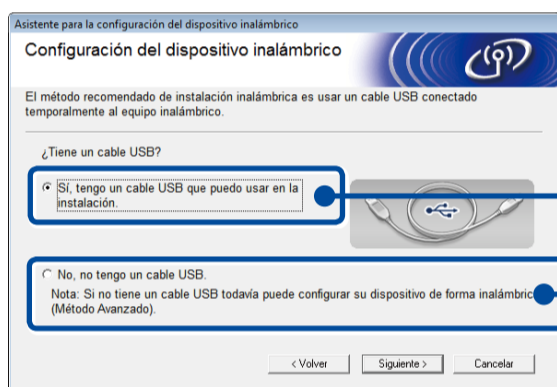 Asistente para la configuración del dispositivo inalámbrico
Configuración del dispositivo inalámbrico
El método recomendado de instalación inalámbrica es usar un cable USB conectado
temporalmente al equipo inalámbrico.
¿Tiene un cable USB?
Sí, tengo un cable USB que puedo usar en la
instalación.
No, no tengo un cable USB.
Nota: Si no tiene un cable USB todavía puede configurar su dispositivo de forma inalámbric
(Método Avanzado).
< Volver
Siguiente >
Cancelar